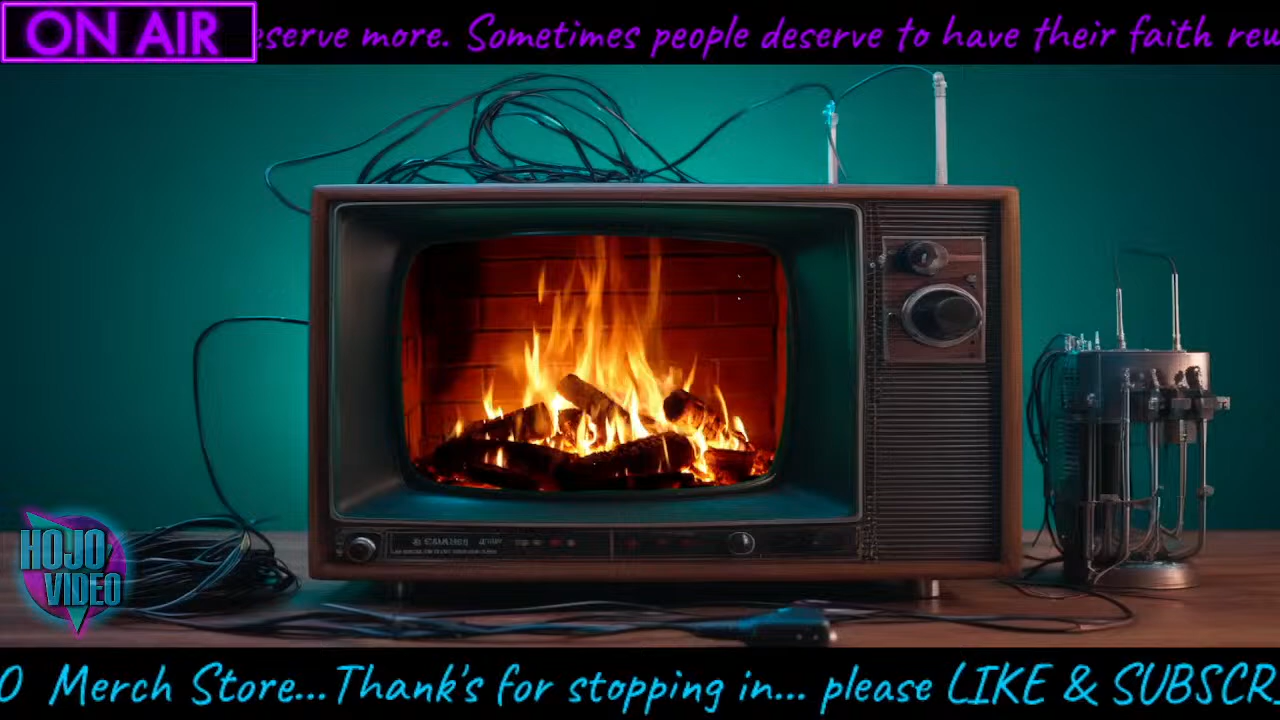 ON AIR
eserve more. Sometimes people deserve to have their faith rew
HOJO
VIDEO
O Merch Store...Thank's for stopping in... please LIKE & SUBSCR